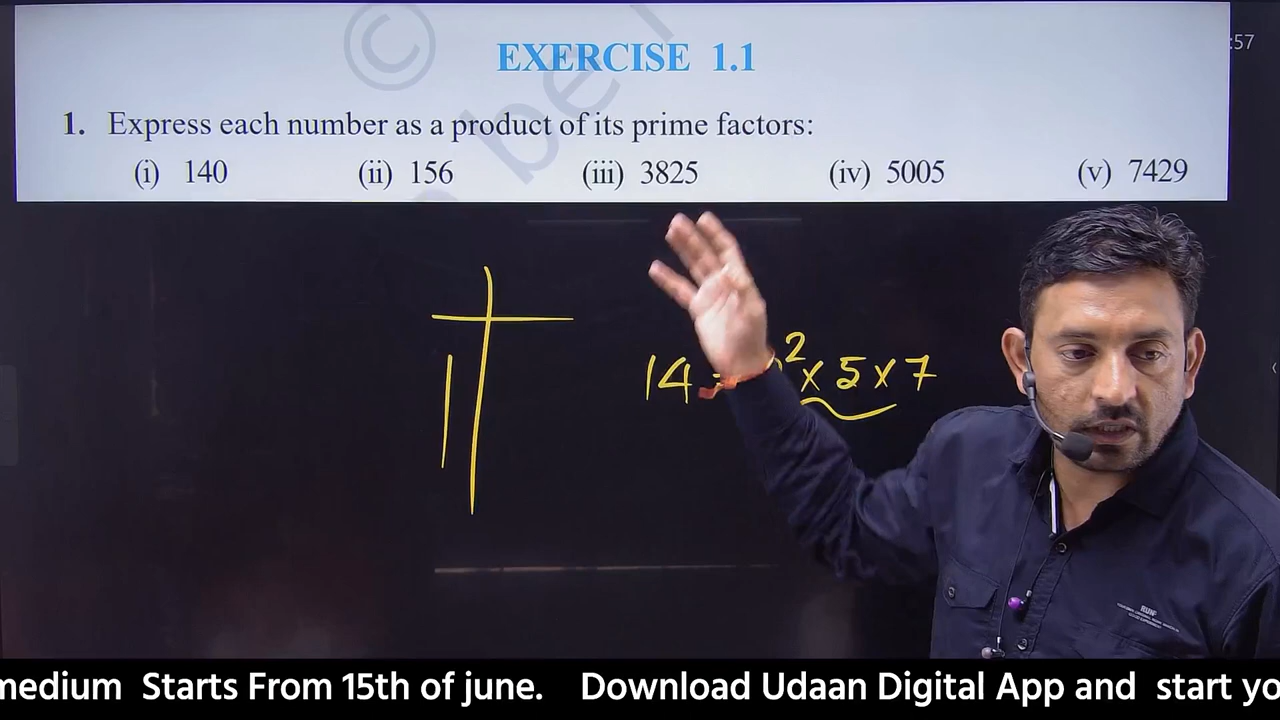 :57
EXERCISE 1.1
1. Express each number as a product of its prime factors:
(i) 140 (ii) 156 (iii) 3825 (iv) 5005 (v) 7429
14 2 × 5 × 7
RUN
medium Starts From 15th of june. Download Udaan Digital App and start yo